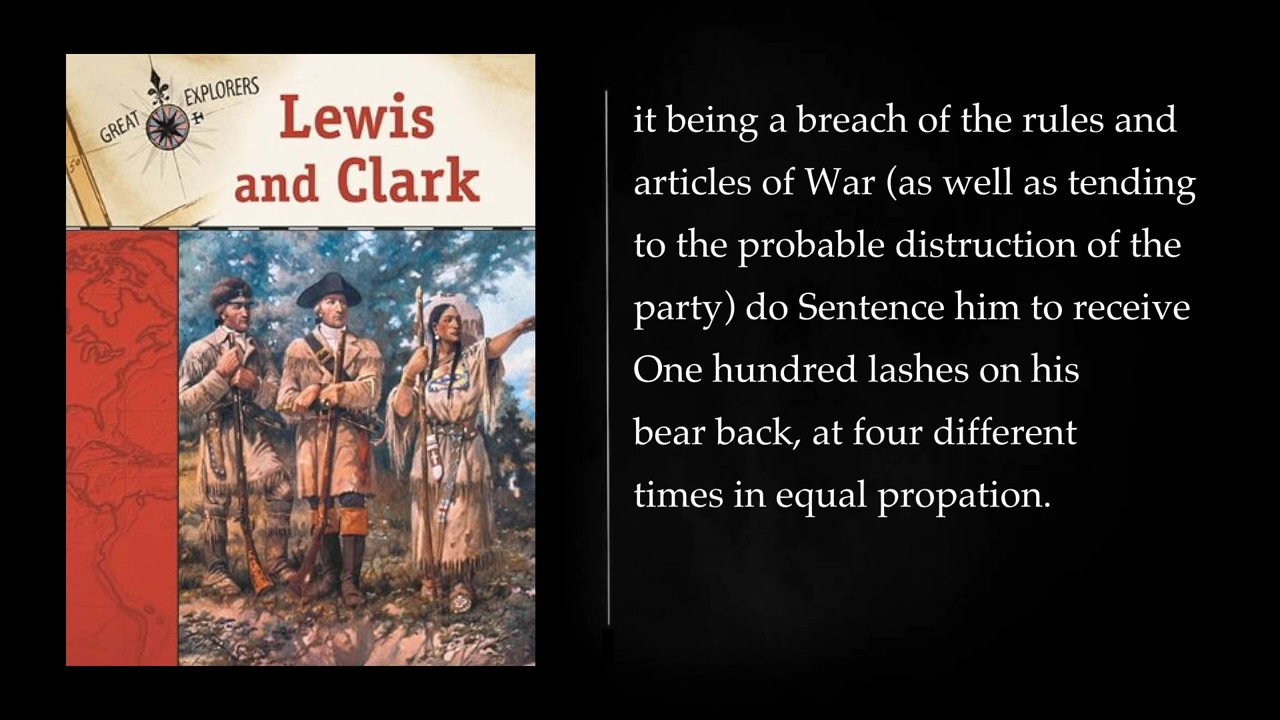 GREAT EXPLORERS
Lewis
and Clark
50
it being a breach of the rules and
articles of War (as well as tending
to the probable distruction of the
party) do Sentence him to receive
One hundred lashes on his
bear back, at four different
times in equal propation.